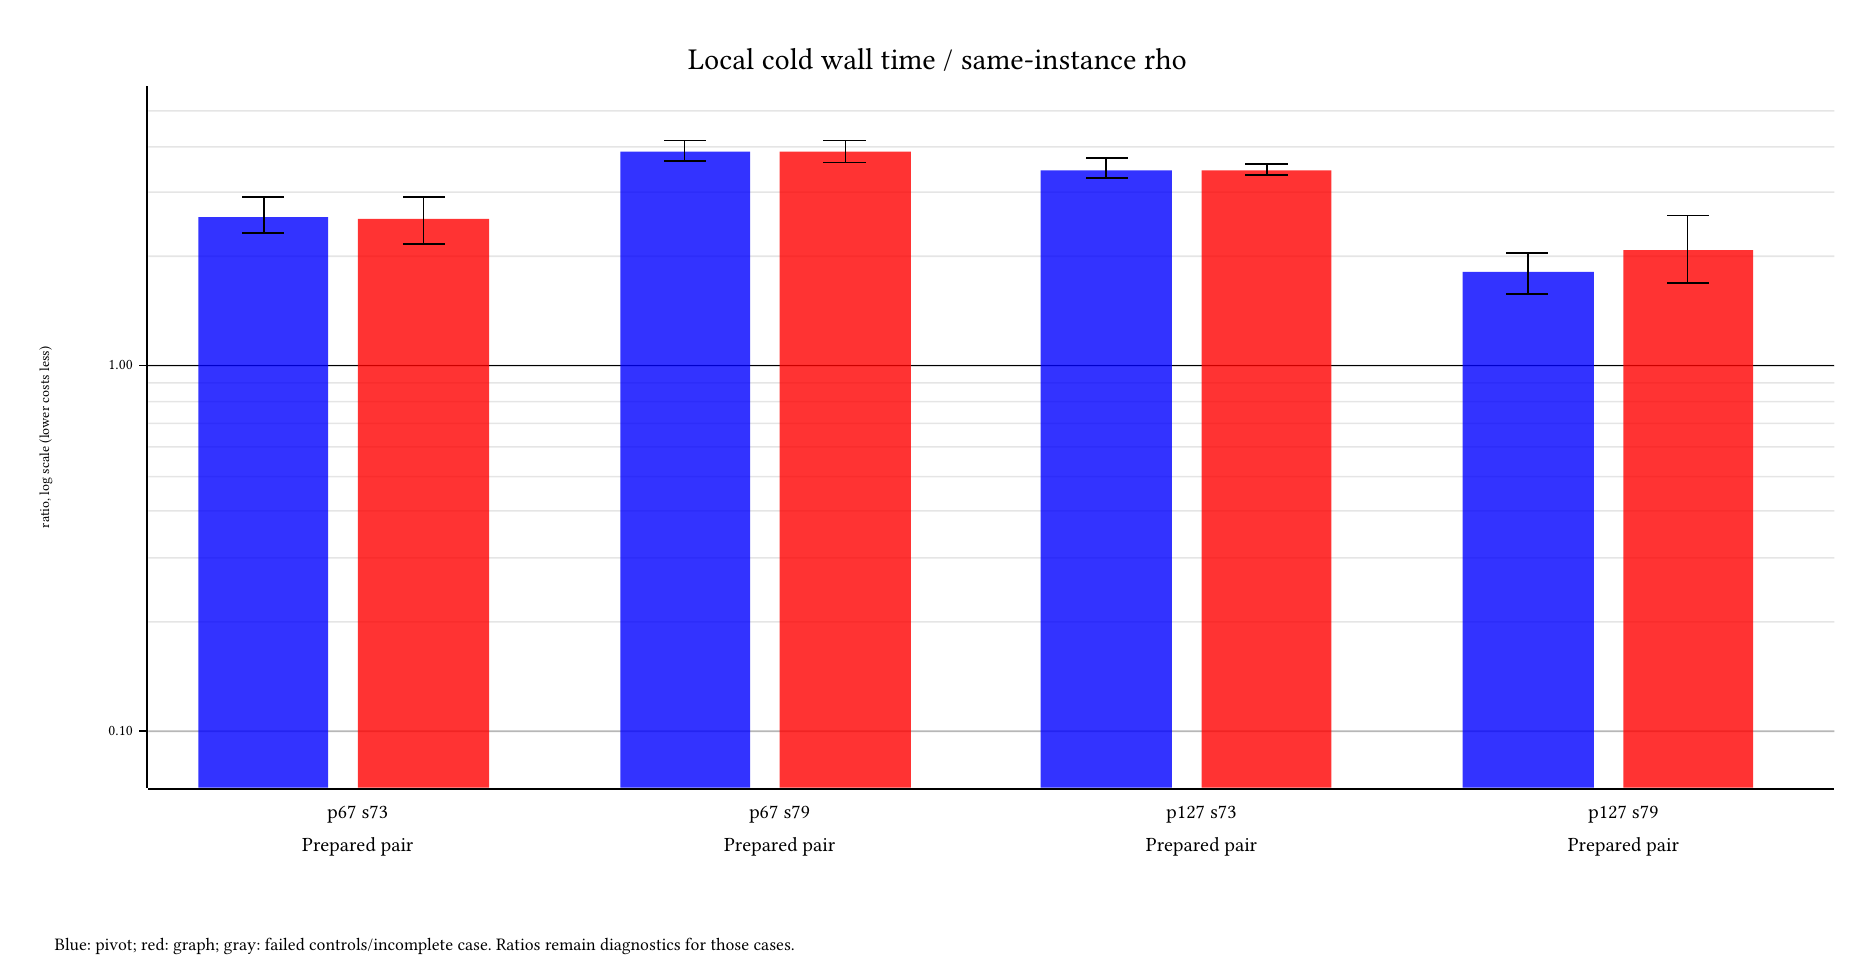 Local cold wall time / same-instance rho
ratio, log scale (lower costs less)
1.00
0.10
p67 s73
Prepared pair
p67 s79
Prepared pair
p127 s73
Prepared pair
p127 s79
Prepared pair
Blue: pivot; red: graph; gray: failed controls/incomplete case. Ratios remain diagnostics for those cases.